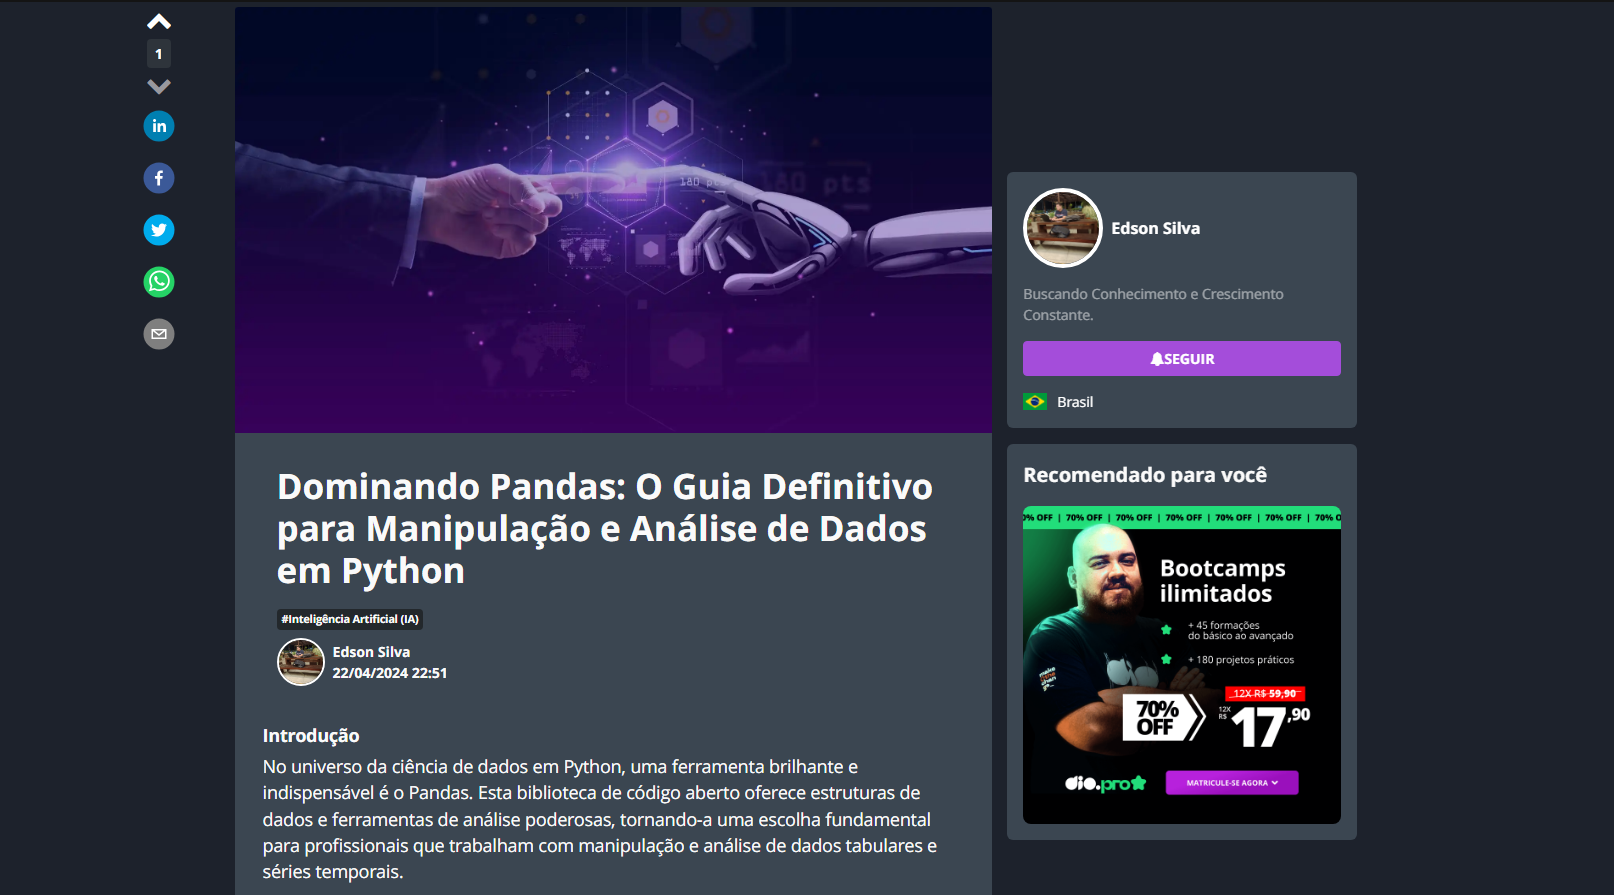 1
180 pts
180 pts
Dominando Pandas: O Guia Definitivo
para Manipulação e Análise de Dados
em Python
#Inteligência Artificial (IA)
Edson Silva
22/04/2024 22:51
Introdução
No universo da ciência de dados em Python, uma ferramenta brilhante e
indispensável é o Pandas. Esta biblioteca de código aberto oferece estruturas de
dados e ferramentas de análise poderosas, tornando-a uma escolha fundamental
para profissionais que trabalham com manipulação e análise de dados tabulares e
séries temporais.
Edson Silva
Buscando Conhecimento e Crescimento
Constante.
SEGUIR
Brasil
Recomendado para você
0% OFF | 70% OFF | 70% OFF | 70% OFF | 70% OFF | 70% OFF | 70% O
Bootcamps
ilimitados
+ 45 formações
do básico ao avançado
+ 180 projetos práticos
70%
OFF
12X R$ 59,90
12X
R$
17,90
dio.pro
MATRICULE-SE AGORA